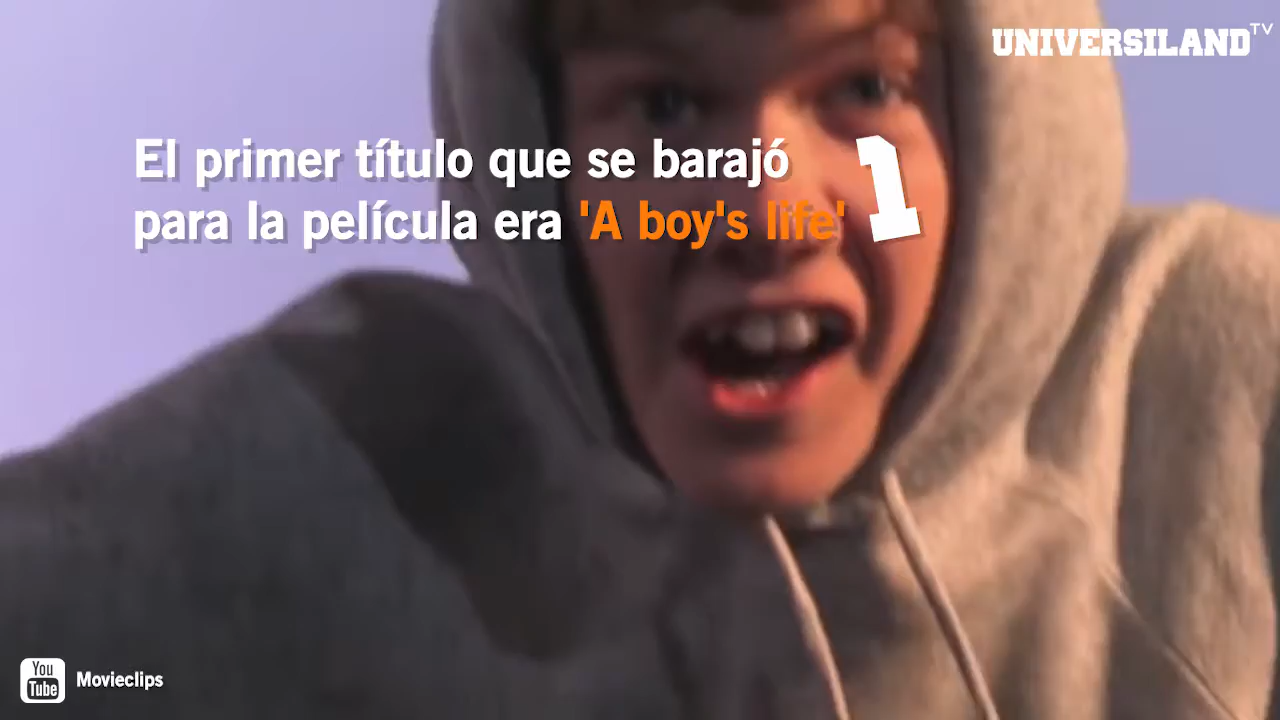 UNIVERSILAND TV
El primer título que se barajó
para la película era 'A boy's life'
1
You
Tube
Movieclips